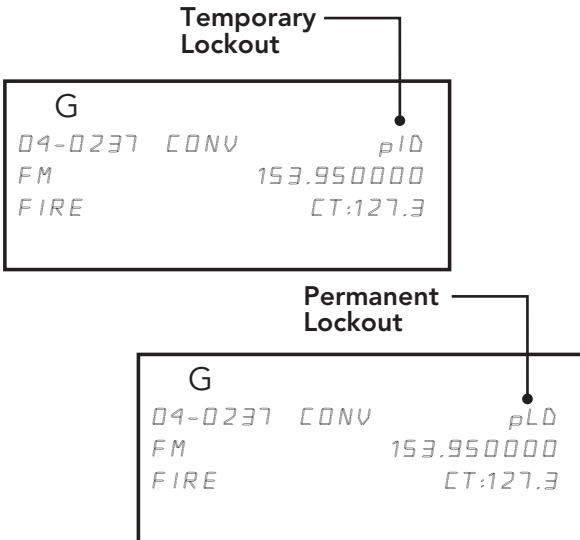 Temporary
Lockout
G
04-0237 CONV plD
FM 153.950000
FIRE CT:127.3
Permanent
Lockout
G
04-0237 CONV pLD
FM 153.950000
FIRE CT:127.3